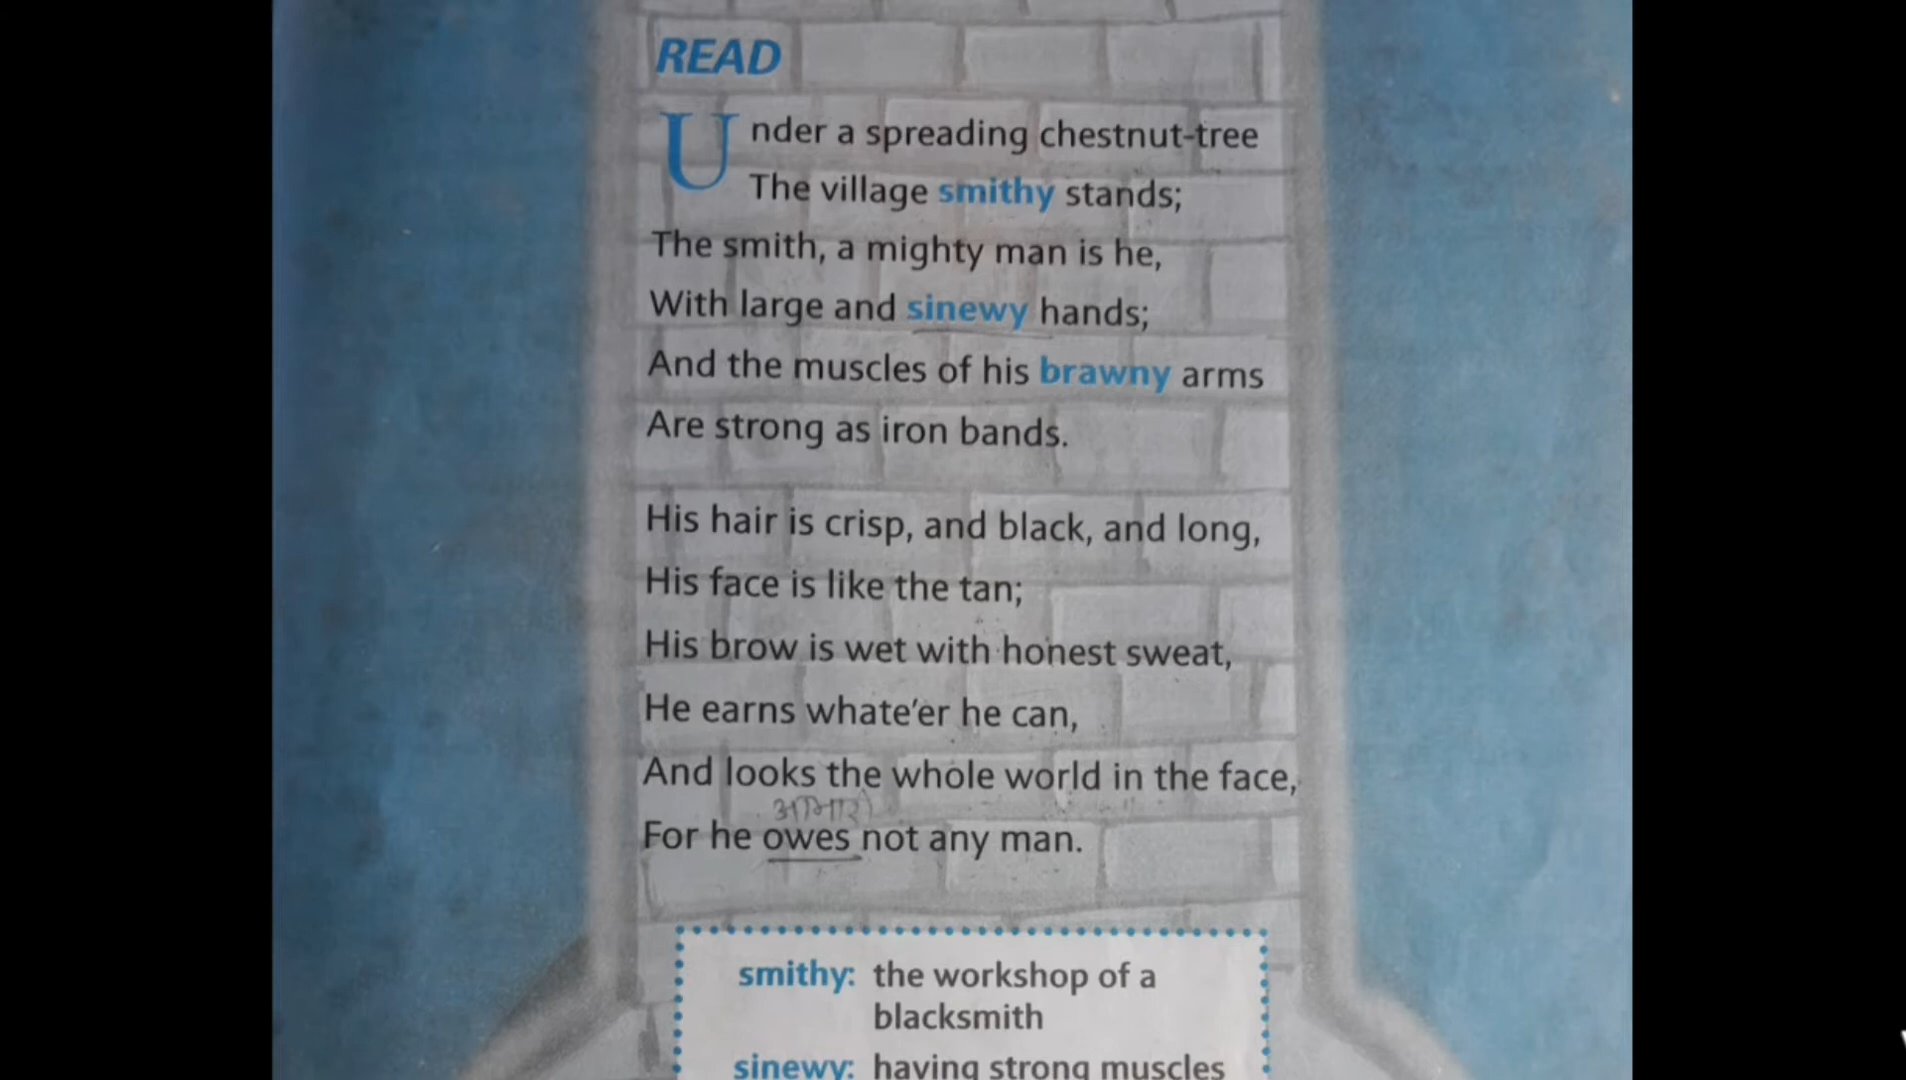 READ
Under a spreading chestnut-tree
The village smithy stands;
The smith, a mighty man is he,
With large and sinewy hands;
And the muscles of his brawny arms
Are strong as iron bands.
His hair is crisp, and black, and long,
His face is like the tan;
His brow is wet with honest sweat,
He earns whate’er he can,
And looks the whole world in the face,
For he owes not any man.
smithy: the workshop of a
blacksmith
sinewy: having strong muscles